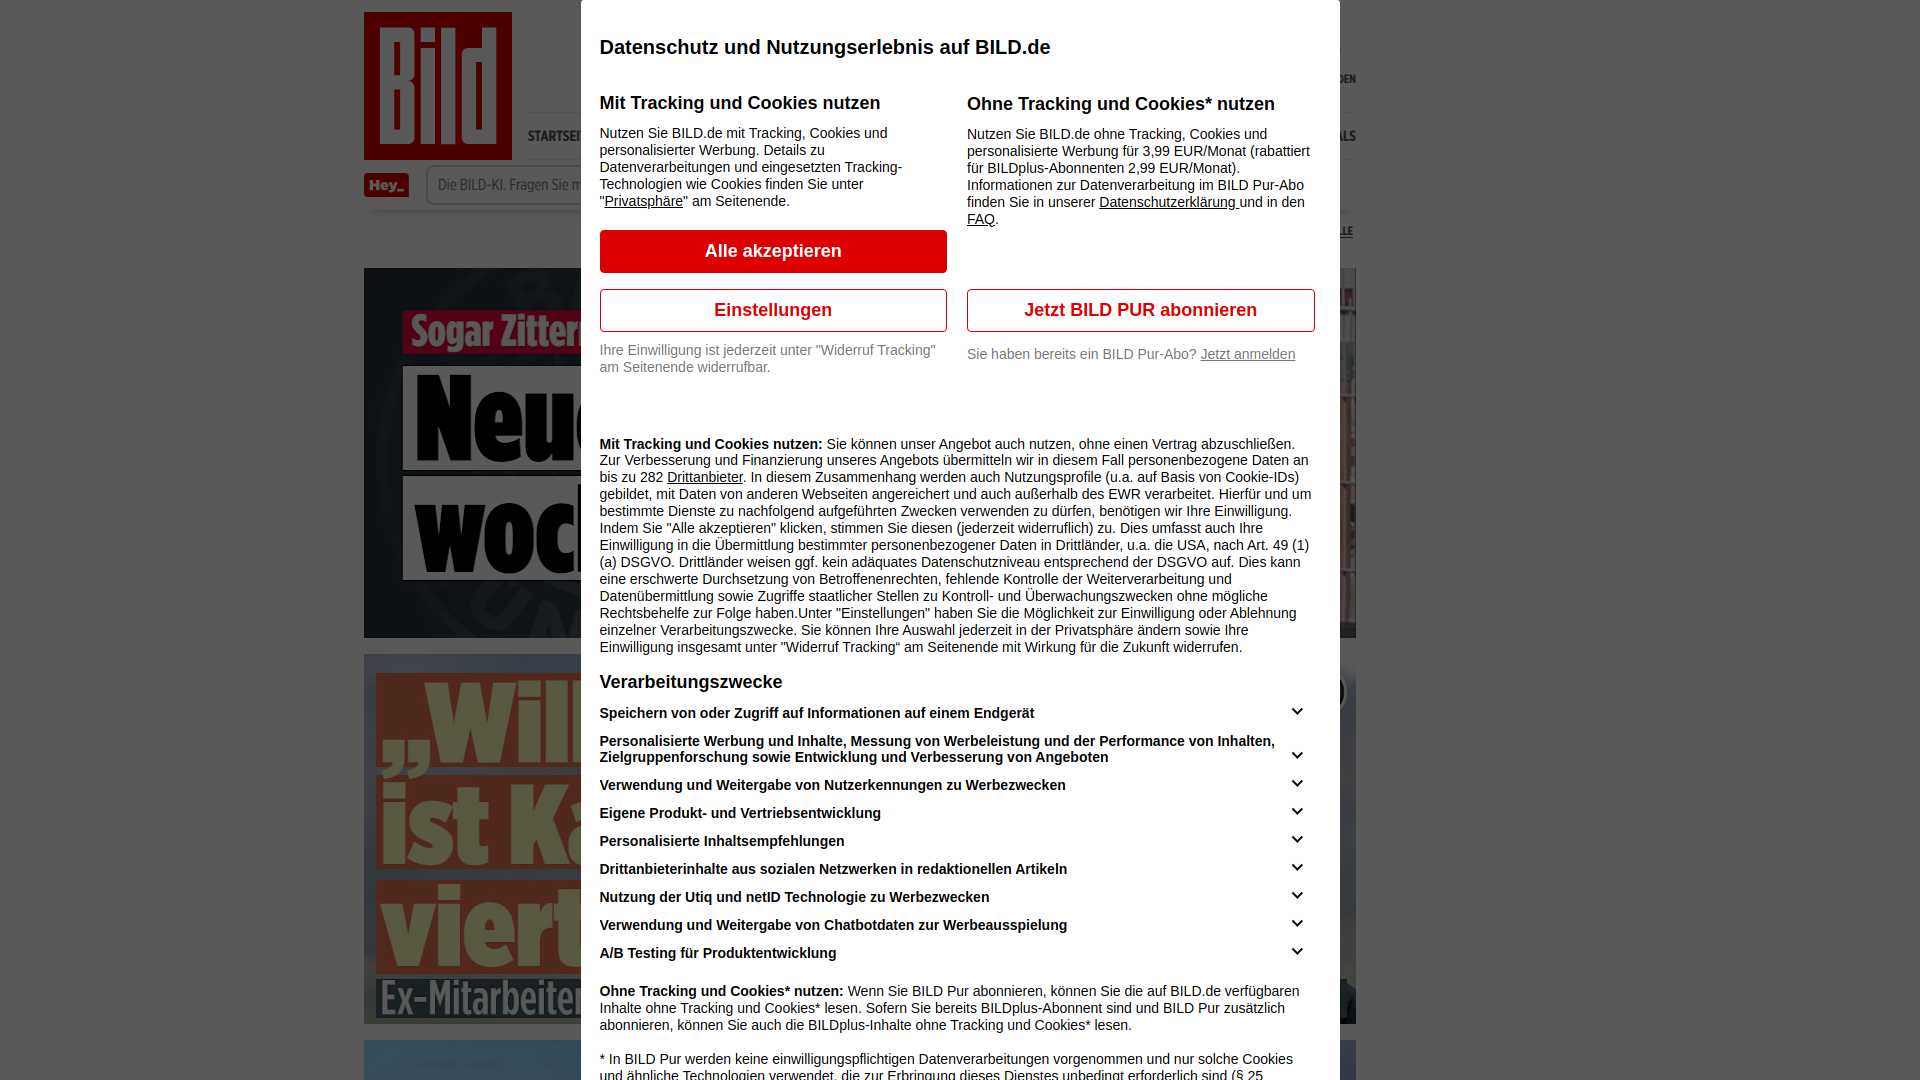 Bild
DEN
STARTSEI
ALS
Hey_
Die BILD-KI. Fragen Sie m
LLE
Sogar Zittern
Neue
woch
„Will
ist Ka
viert
Ex-Mitarbeiter
Datenschutz und Nutzungserlebnis auf BILD.de
Mit Tracking und Cookies nutzen
Nutzen Sie BILD.de mit Tracking, Cookies und
personalisierter Werbung. Details zu
Datenverarbeitungen und eingesetzten Tracking-
Technologien wie Cookies finden Sie unter
"Privatsphäre" am Seitenende.
Alle akzeptieren
Einstellungen
Ihre Einwilligung ist jederzeit unter "Widerruf Tracking"
am Seitenende widerrufbar.
Ohne Tracking und Cookies* nutzen
Nutzen Sie BILD.de ohne Tracking, Cookies und
personalisierte Werbung für 3,99 EUR/Monat (rabattiert
für BILDplus-Abonnenten 2,99 EUR/Monat).
Informationen zur Datenverarbeitung im BILD Pur-Abo
finden Sie in unserer Datenschutzerklärung und in den
FAQ.
Jetzt BILD PUR abonnieren
Sie haben bereits ein BILD Pur-Abo? Jetzt anmelden
Mit Tracking und Cookies nutzen: Sie können unser Angebot auch nutzen, ohne einen Vertrag abzuschließen.
Zur Verbesserung und Finanzierung unseres Angebots übermitteln wir in diesem Fall personenbezogene Daten an
bis zu 282 Drittanbieter. In diesem Zusammenhang werden auch Nutzungsprofile (u.a. auf Basis von Cookie-IDs)
gebildet, mit Daten von anderen Webseiten angereichert und auch außerhalb des EWR verarbeitet. Hierfür und um
bestimmte Dienste zu nachfolgend aufgeführten Zwecken verwenden zu dürfen, benötigen wir Ihre Einwilligung.
Indem Sie "Alle akzeptieren" klicken, stimmen Sie diesen (jederzeit widerruflich) zu. Dies umfasst auch Ihre
Einwilligung in die Übermittlung bestimmter personenbezogener Daten in Drittländer, u.a. die USA, nach Art. 49 (1)
(a) DSGVO. Drittländer weisen ggf. kein adäquates Datenschutzniveau entsprechend der DSGVO auf. Dies kann
eine erschwerte Durchsetzung von Betroffenenrechten, fehlende Kontrolle der Weiterverarbeitung und
Datenübermittlung sowie Zugriffe staatlicher Stellen zu Kontroll- und Überwachungszwecken ohne mögliche
Rechtsbehelfe zur Folge haben.Unter "Einstellungen" haben Sie die Möglichkeit zur Einwilligung oder Ablehnung
einzelner Verarbeitungszwecke. Sie können Ihre Auswahl jederzeit in der Privatsphäre ändern sowie Ihre
Einwilligung insgesamt unter "Widerruf Tracking“ am Seitenende mit Wirkung für die Zukunft widerrufen.
Verarbeitungszwecke
Speichern von oder Zugriff auf Informationen auf einem Endgerät
Personalisierte Werbung und Inhalte, Messung von Werbeleistung und der Performance von Inhalten,
Zielgruppenforschung sowie Entwicklung und Verbesserung von Angeboten
Verwendung und Weitergabe von Nutzerkennungen zu Werbezwecken
Eigene Produkt- und Vertriebsentwicklung
Personalisierte Inhaltsempfehlungen
Drittanbieterinhalte aus sozialen Netzwerken in redaktionellen Artikeln
Nutzung der Utiq und netID Technologie zu Werbezwecken
Verwendung und Weitergabe von Chatbotdaten zur Werbeausspielung
A/B Testing für Produktentwicklung
Ohne Tracking und Cookies* nutzen: Wenn Sie BILD Pur abonnieren, können Sie die auf BILD.de verfügbaren
Inhalte ohne Tracking und Cookies* lesen. Sofern Sie bereits BILDplus-Abonnent sind und BILD Pur zusätzlich
abonnieren, können Sie auch die BILDplus-Inhalte ohne Tracking und Cookies* lesen.
* In BILD Pur werden keine einwilligungspflichtigen Datenverarbeitungen vorgenommen und nur solche Cookies
und ähnliche Technologien verwendet, die zur Erbringung dieses Dienstes unbedingt erforderlich sind (§ 25